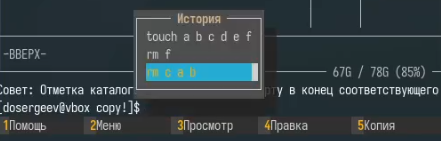 История
touch a b c d e f
rm f
rm c a b
-ВВЕРХ-
67G / 78G (85%)
Совет: Отметка каталог рту в конец соответствующего
[dosergeev@vbox copy!]$
1Помощь 2Меню 3Просмотр 4Правка 5Копия